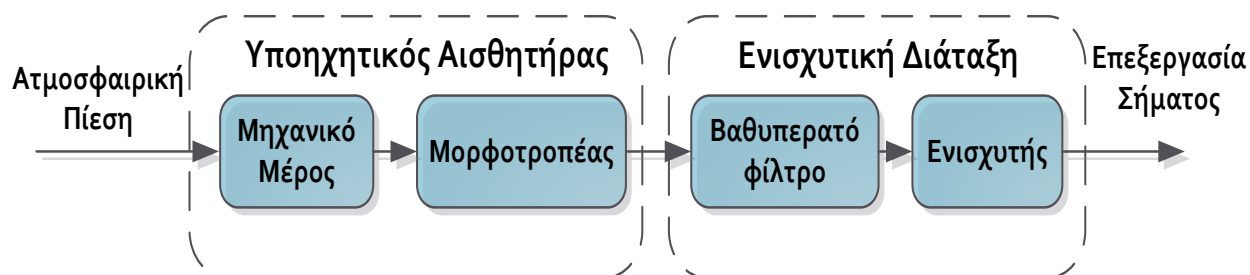 Υποηχητικός Αισθητήρας
Ενισχυτική Διάταξη
Ατμοσφαιρική
Πίεση
Μηχανικό
Μέρος
Μορφοτροπέας
Βαθυπερατό
φίλτρο
Ενισχυτής
Επεξεργασία
Σήματος